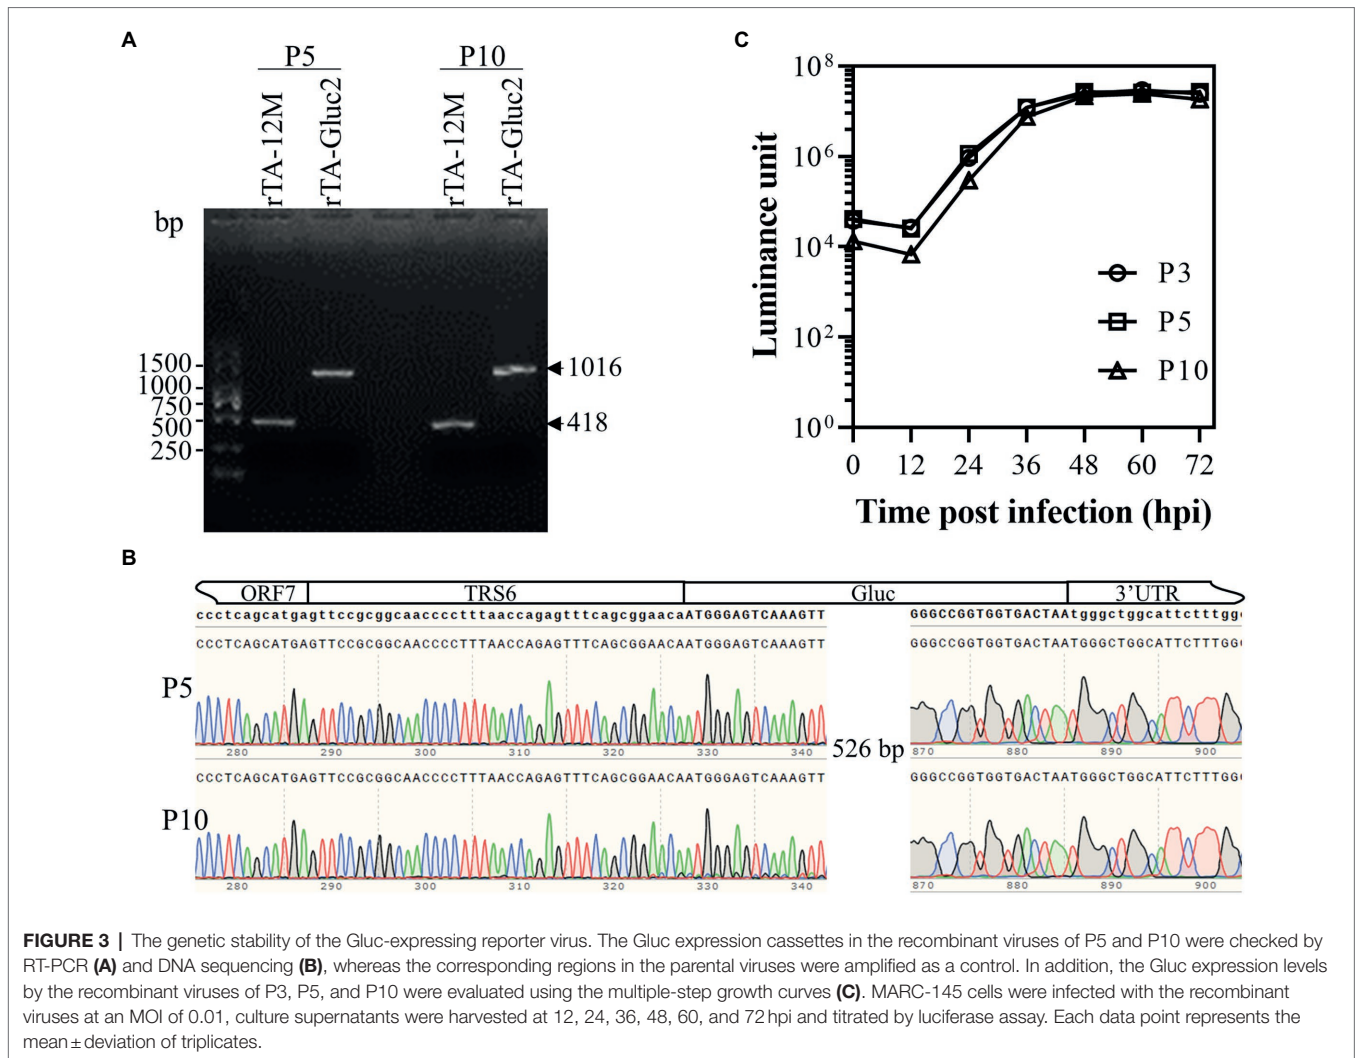 A
P5 P10
rTA-12M
rTA-Gluc2
rTA-12M
rTA-Gluc2
bp
1500
1000
750
500
250
1016
418
C
Luminance unit
10⁸
10⁶
10⁴
10²
10⁰
P3
P5
P10
0 12 24 36 48 60 72
Time post infection (hpi)
B
ORF7 TRS6 Gluc 3'UTR
ccctcagcatgagttccgcggcaacccctttaaccagagtttcagcggaacaATGGGAGTCAAAGTT GGGCCGGTGGTGACTAAtgggctggcattctttggc
CCCTCAGCATGAGTTCCGCGGCAACCCCTTTAACCAGAGTTTCAGCGGAACAATGGGAGTCAAAGTT GGGCCGGTGGTGACTAATGGGCTGGCATTCTTTGGC
P5
280 290 300 310 320 330 340 870 880 890 900
526 bp
CCCTCAGCATGAGTTCCGCGGCAACCCCTTTAACCAGAGTTTCAGCGGAACAATGGGAGTCAAAGTT GGGCCGGTGGTGACTAATGGGCTGGCATTCTTTGGC
P10
280 290 300 310 320 330 340 870 880 890 900
FIGURE 3 | The genetic stability of the Gluc-expressing reporter virus. The Gluc expression cassettes in the recombinant viruses of P5 and P10 were checked by
RT-PCR (A) and DNA sequencing (B), whereas the corresponding regions in the parental viruses were amplified as a control. In addition, the Gluc expression levels
by the recombinant viruses of P3, P5, and P10 were evaluated using the multiple-step growth curves (C). MARC-145 cells were infected with the recombinant
viruses at an MOI of 0.01, culture supernatants were harvested at 12, 24, 36, 48, 60, and 72 hpi and titrated by luciferase assay. Each data point represents the
mean ± deviation of triplicates.